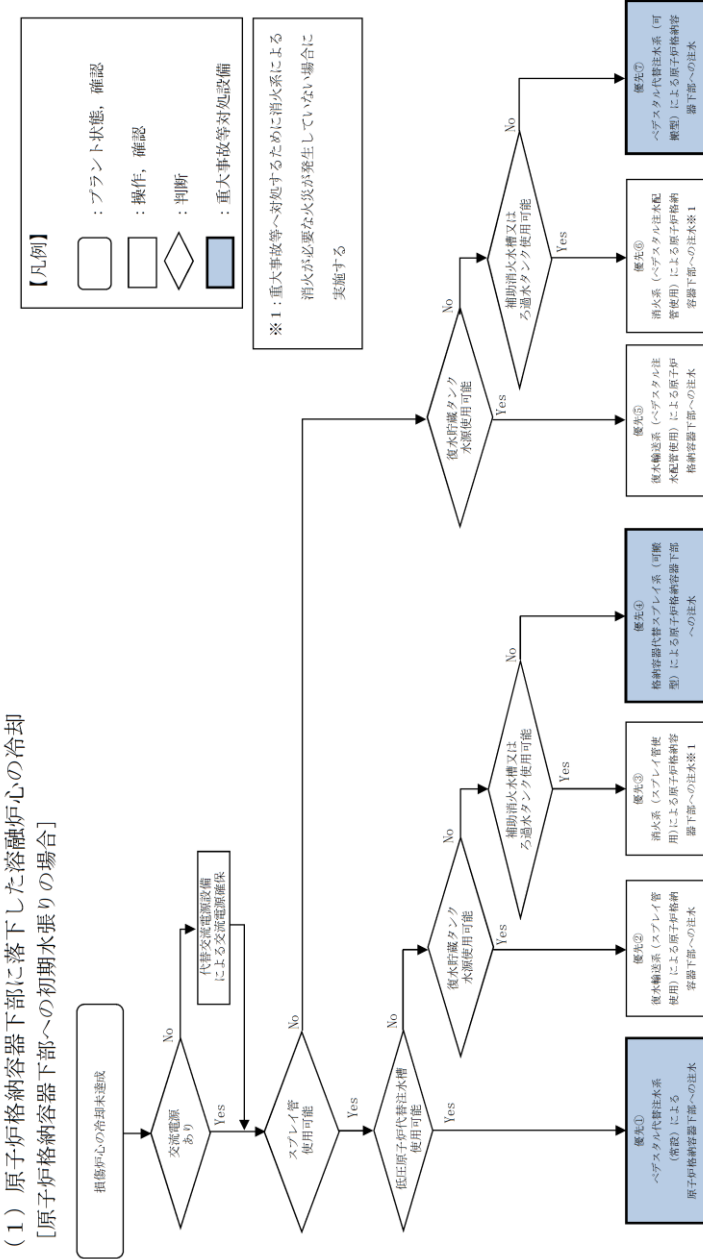 (1)原子炉格納容器下部に落下した溶融炉心の冷却
[原子炉格納容器下部への初期水張りの場合]
【凡例】
:プラント状態,確認
:操作,確認
:判断
:重大事故等対処設備
※1:重大事故等へ対処するために消火系による
消火が必要な火災が発生していない場合に
実施する
損傷炉心の冷却未達成
交流電源
あり
No
代替交流電源設備
による交流電源確保
Yes
スプレイ管
使用可能
No
Yes
低圧原子炉代替注水槽
使用可能
No
Yes
復水貯蔵タンク
水源使用可能
No
Yes
補助消火水槽又は
ろ過水タンク使用可能
No
Yes
復水貯蔵タンク
水源使用可能
No
Yes
補助消火水槽又は
ろ過水タンク使用可能
No
Yes
優先①
ペデスタル代替注水系
(常設)による
原子炉格納容器下部への注水
優先②
復水輸送系(スプレイ管
使用)による原子炉格納
容器下部への注水
優先③
消火系(スプレイ管使
用)による原子炉格納容
器下部への注水※1
優先④
格納容器代替スプレイ系(可搬
型)による原子炉格納容器下部
への注水
優先⑤
復水輸送系(ペデスタル注
水配管使用)による原子炉
格納容器下部への注水
優先⑥
消火系(ペデスタル注水配
管使用)による原子炉格納
容器下部への注水※1
優先⑦
ペデスタル代替注水系(可
搬型)による原子炉格納容
器下部への注水